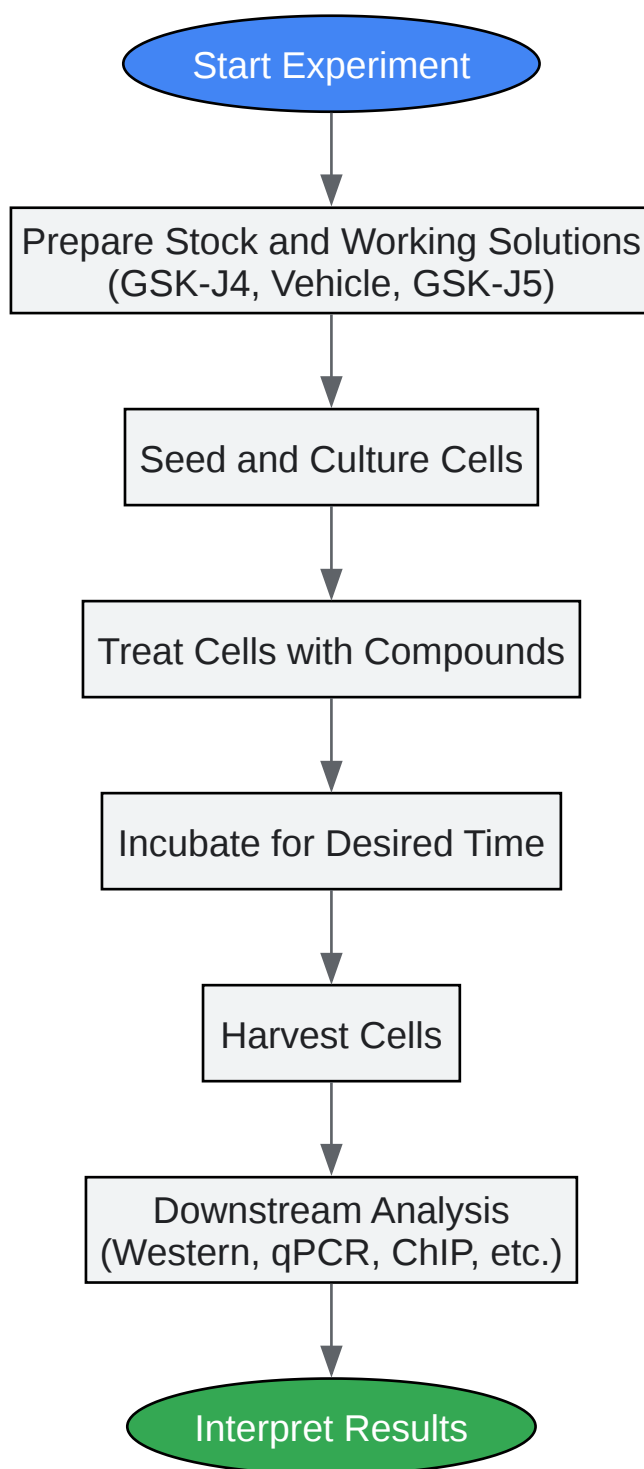 Start Experiment
Prepare Stock and Working Solutions
(GSK-J4, Vehicle, GSK-J5)
Seed and Culture Cells
Treat Cells with Compounds
Incubate for Desired Time
Harvest Cells
Downstream Analysis
(Western, qPCR, ChIP, etc.)
Interpret Results